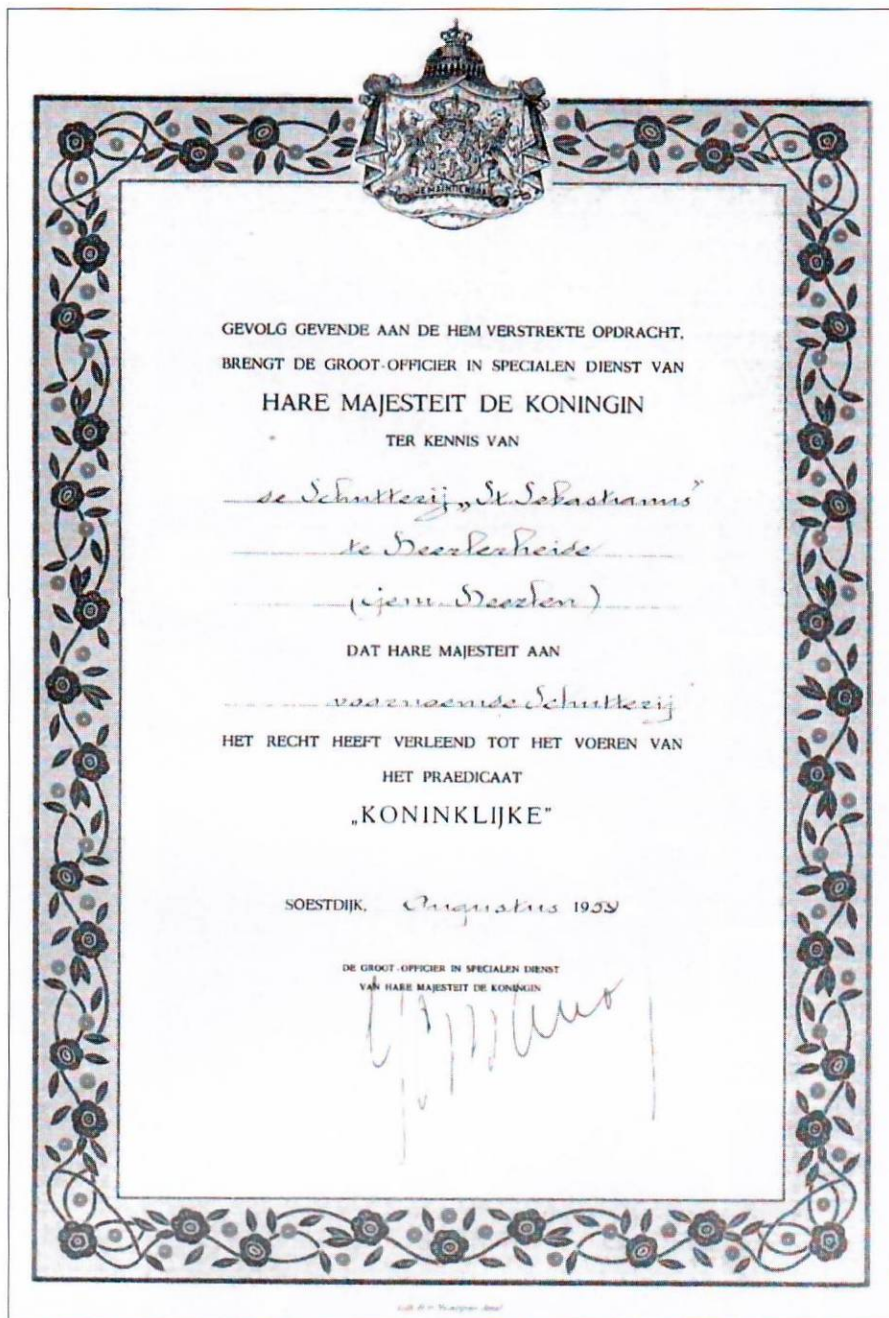 JE MAINTIENDRAI
GEVOLG GEVENDE AAN DE HEM VERSTREKTE OPDRACHT,
BRENGT DE GROOT-OFFICIER IN SPECIALEN DIENST VAN
HARE MAJESTEIT DE KONINGIN
TER KENNIS VAN
de Schutterij „St Sebastianus”
te Heerlerheide
(gem. Heerlen)
DAT HARE MAJESTEIT AAN
voornoemde Schutterij
HET RECHT HEEFT VERLEEND TOT HET VOEREN VAN
HET PRAEDICAAT
„KONINKLIJKE”
SOESTDIJK, Augustus
DE GROOT-OFFICIER IN SPECIALEN DIENST
VAN HARE MAJESTEIT DE KONINGIN